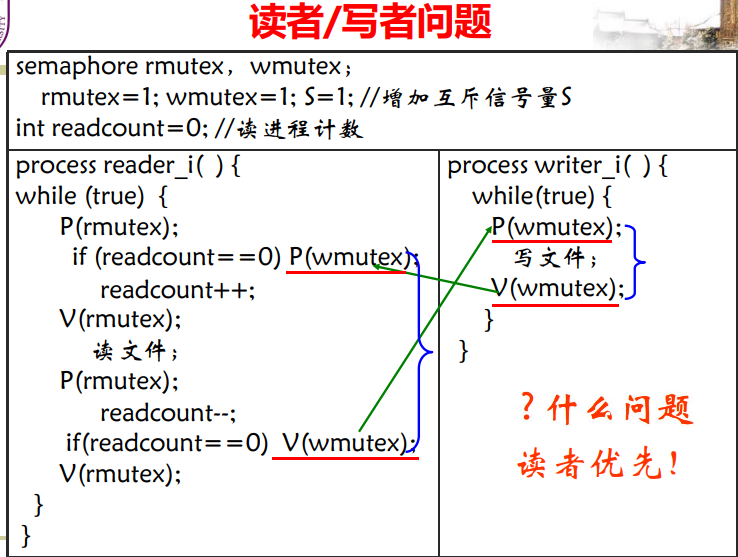 读者/写者问题
semaphore rmutex，wmutex；
rmutex=1; wmutex=1; S=1; //增加互斥信号量S
int readcount=0; //读进程计数
process reader_i( ) {
while (true) {
P(rmutex);
if (readcount==0) P(wmutex);
readcount++;
V(rmutex);
读文件；
P(rmutex);
readcount--;
if(readcount==0) V(wmutex);
V(rmutex);
}
}
process writer_i( ) {
while(true) {
P(wmutex);
写文件；
V(wmutex);
}
}
？什么问题
读者优先！